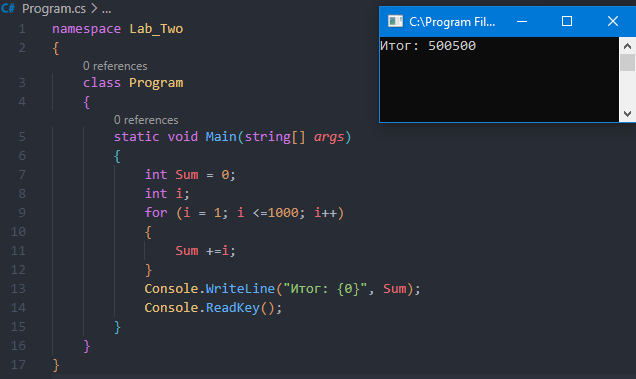 C# Program.cs > ...
1 namespace Lab_Two
2 {
0 references
3 class Program
4 {
0 references
5 static void Main(string[] args)
6 {
7 int Sum = 0;
8 int i;
9 for (i = 1; i <=1000; i++)
10 {
11 Sum +=i;
12 }
13 Console.WriteLine("Итог: {0}", Sum);
14 Console.ReadKey();
15 }
16 }
17 }
C:\Program Fil...
Итог: 500500